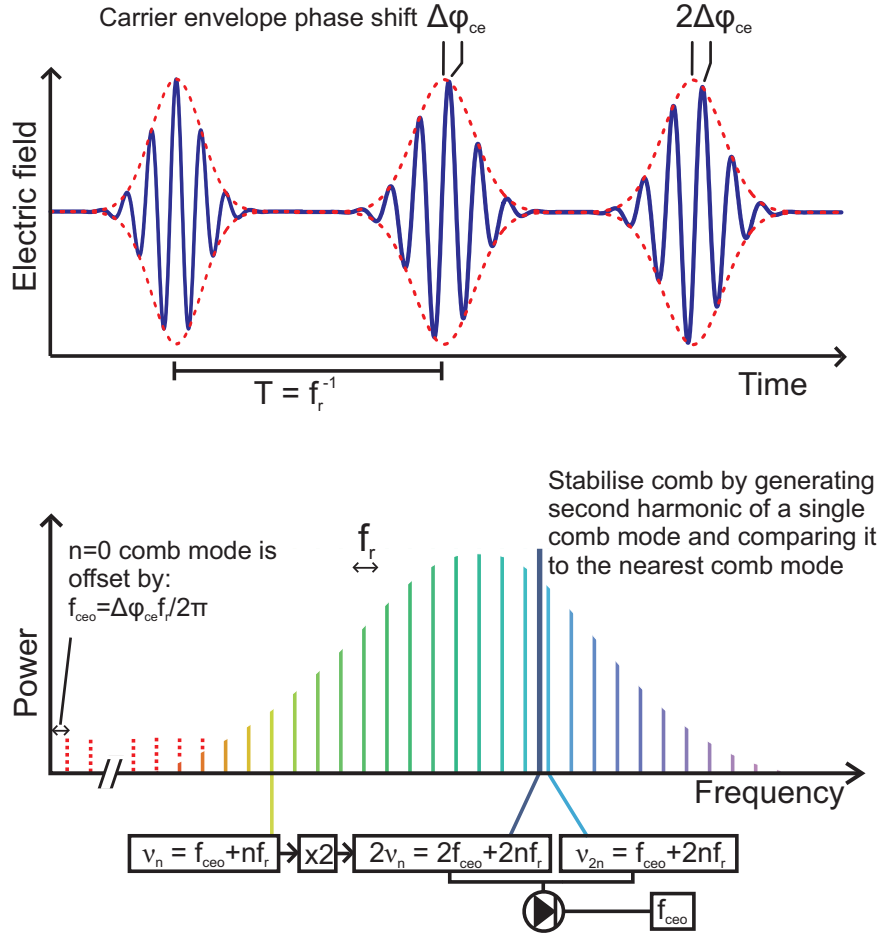 Carrier envelope phase shift Δφce 2Δφce
Electric field
T = fr⁻¹
Time
Stabilise comb by generating
second harmonic of a single
comb mode and comparing it
to the nearest comb mode
n=0 comb mode is
offset by:
fceo=Δφcefr/2π
fr
Power
Frequency
νn = fceo+nfr
x2
2νn = 2fceo+2nfr
ν2n = fceo+2nfr
fceo